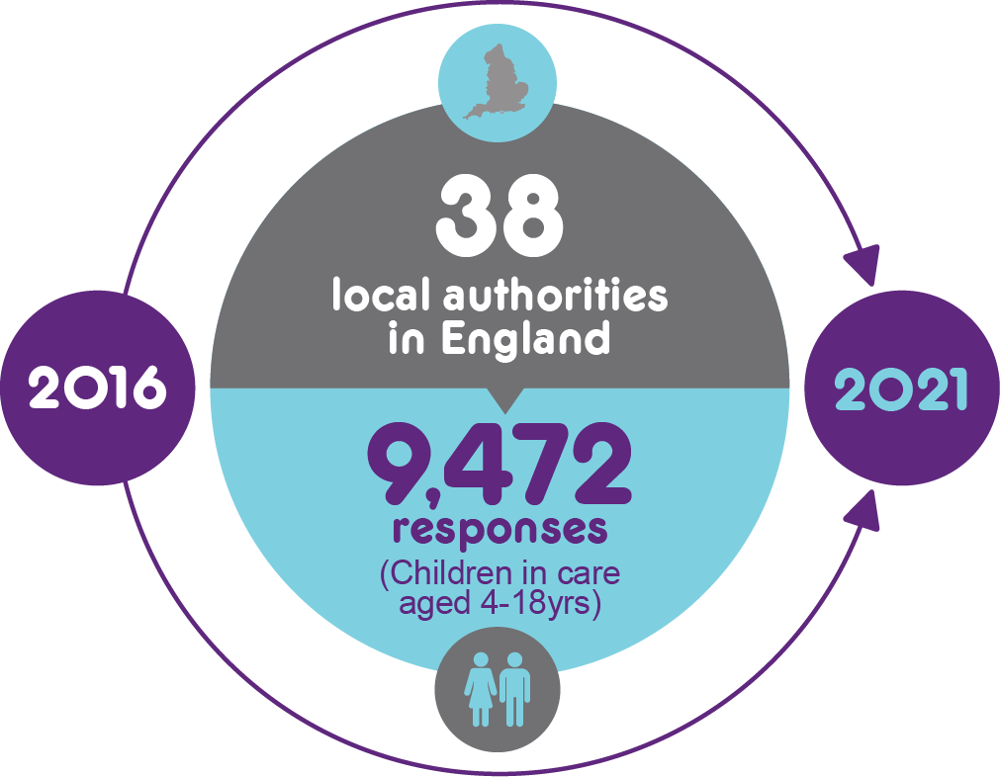 38
local authorities
in England
2016
2021
9,472
responses
(Children in care
aged 4-18yrs)